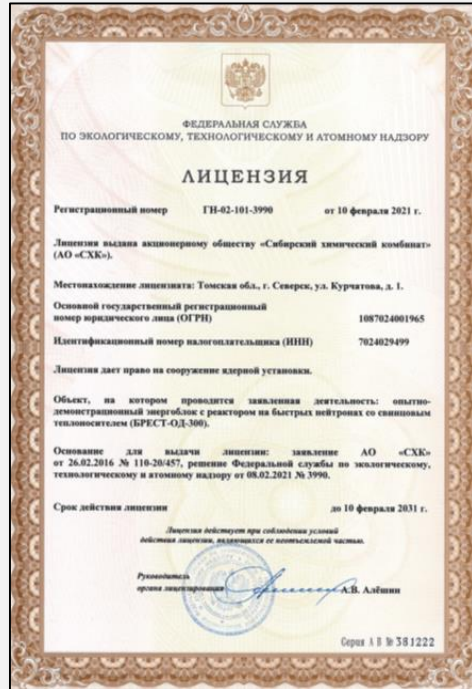 ФЕДЕРАЛЬНАЯ СЛУЖБА
ПО ЭКОЛОГИЧЕСКОМУ, ТЕХНОЛОГИЧЕСКОМУ И АТОМНОМУ НАДЗОРУ
ЛИЦЕНЗИЯ
Регистрационный номер ГН-02-101-3990 от 10 февраля 2021 г.
Лицензия выдана акционерному обществу «Сибирский химический комбинат»
(АО «СХК»).
Местонахождение лицензиата: Томская обл., г. Северск, ул. Курчатова, д. 1.
Основной государственный регистрационный
номер юридического лица (ОГРН) 1087024001965
Идентификационный номер налогоплательщика (ИНН) 7024029499
Лицензия дает право на сооружение ядерной установки.
Объект, на котором проводится заявленная деятельность: опытно-
демонстрационный энергоблок с реактором на быстрых нейтронах со свинцовым
теплоносителем (БРЕСТ-ОД-300).
Основание для выдачи лицензии: заявление АО «СХК»
от 26.02.2016 № 110-20/457, решение Федеральной службы по экологическому,
технологическому и атомному надзору от 08.02.2021 № 3990.
Срок действия лицензии до 10 февраля 2031 г.
Лицензия действует при соблюдении условий
действия лицензии, являющихся ее неотъемлемой частью.
Руководитель
органа лицензирования А.В. Алёшин
Серия А В № 381222